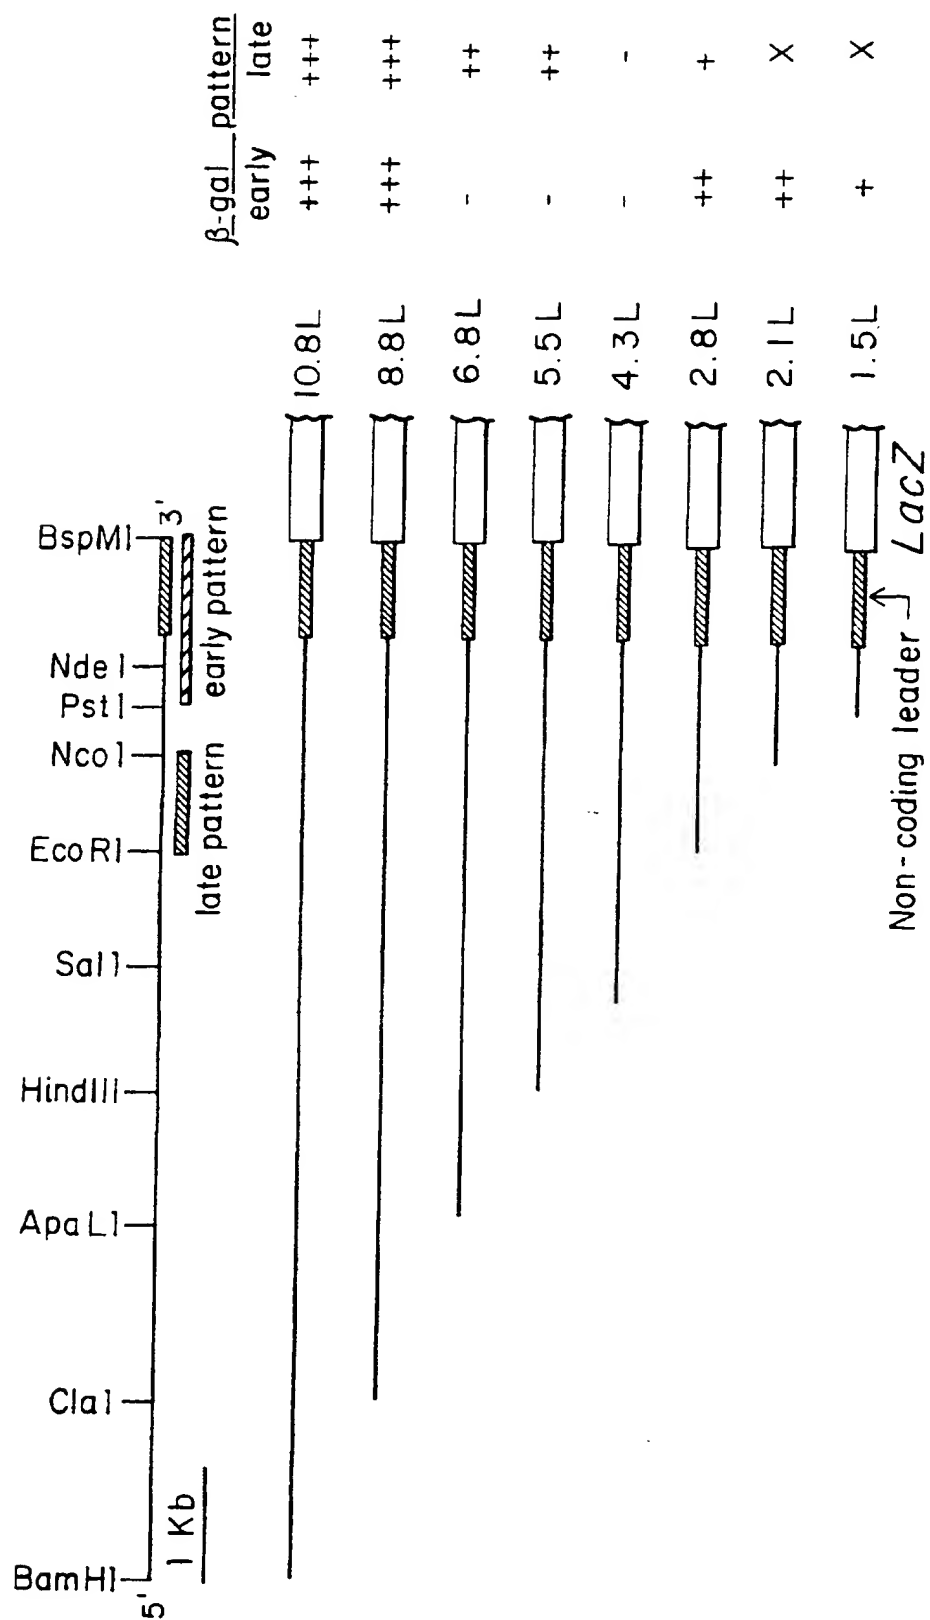 β-gal pattern
early late
5' BamHI ClaI ApaLI HindIII SalI EcoRI NcoI PstI NdeI BspMI
3'
1 Kb
late pattern early pattern
10.8L +++ +++
8.8L +++ +++
6.8L - ++
5.5L - ++
4.3L - -
2.8L ++ +
2.1L ++ X
1.5L + X
Non-coding leader LacZ